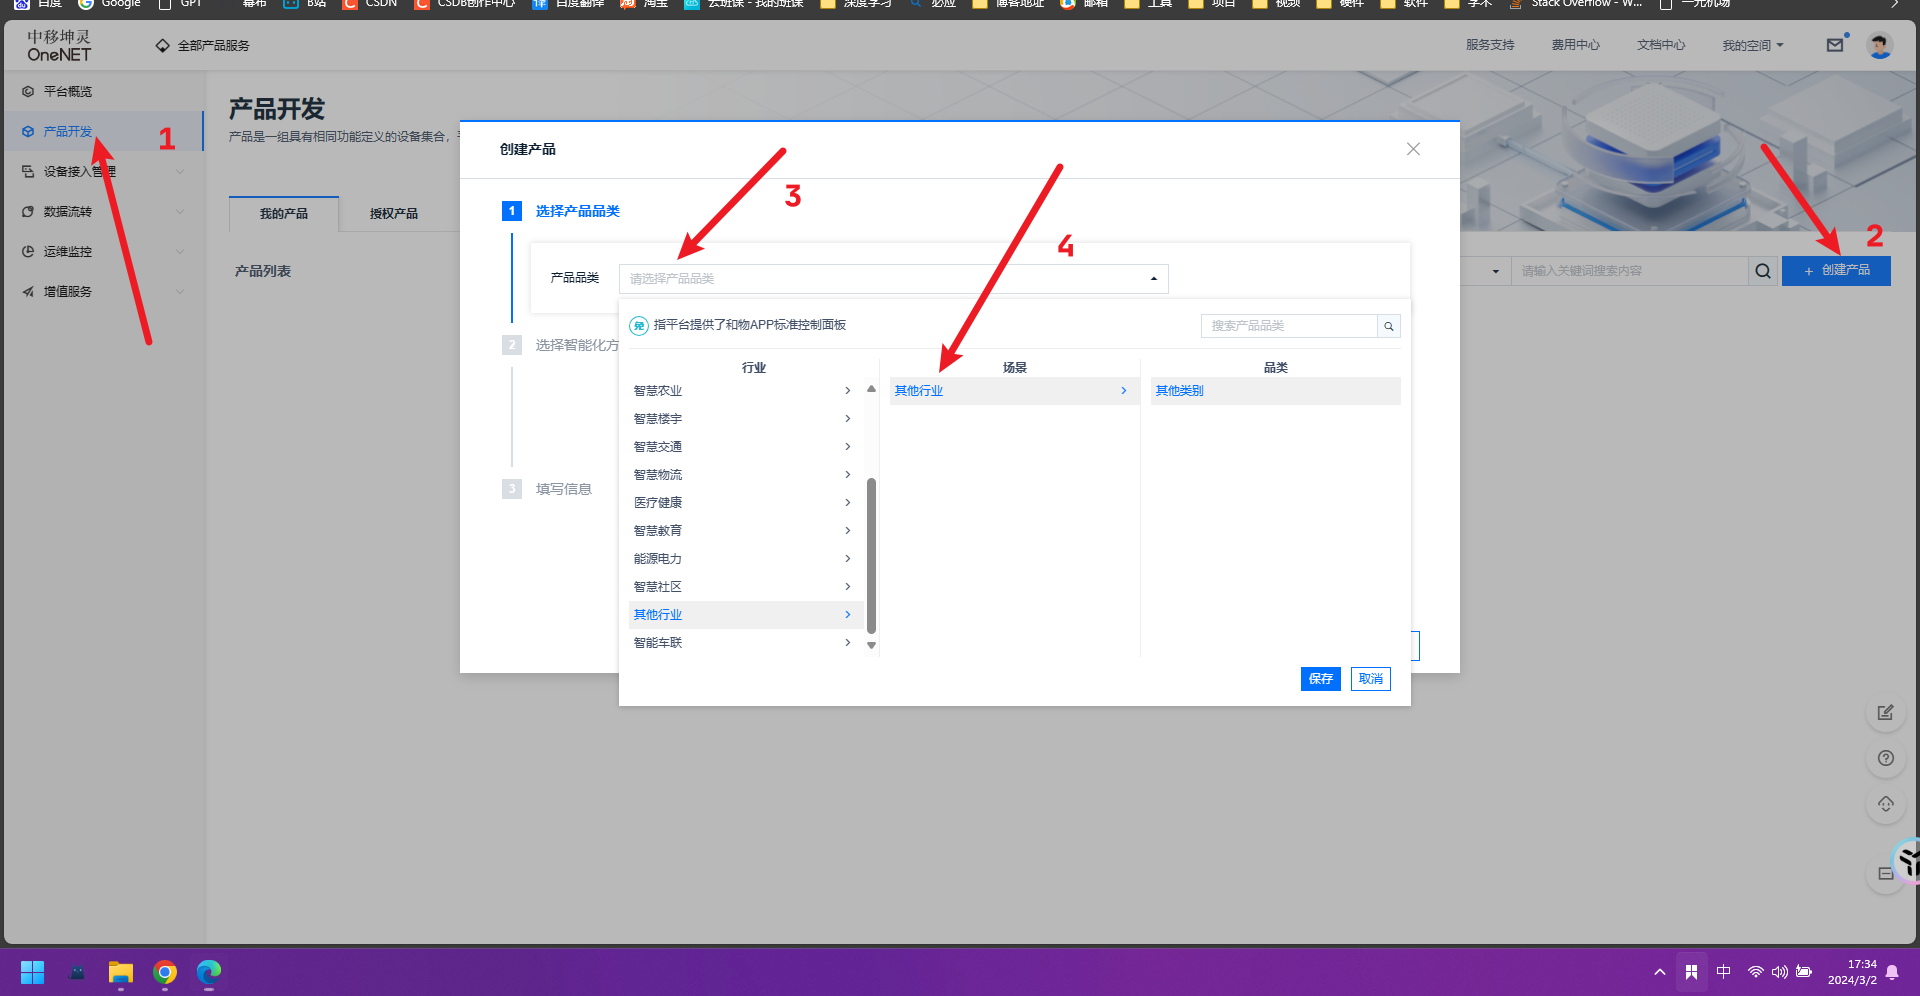 百度
Google
GPT
幕布
B站
CSDN
CSDB创作中心
百度翻译
淘宝
云班课 - 我的班课
深度学习
必应
博客地址
邮箱
工具
项目
视频
硬件
软件
学术
Stack Overflow - W...
一元机场
中移坤灵
OneNET
全部产品服务
服务支持
费用中心
文档中心
我的空间
平台概览
产品开发
设备接入管理
数据流转
运维监控
增值服务
1
产品开发
产品是一组具有相同功能定义的设备集合,
我的产品
授权产品
产品列表
请输入关键词搜索内容
+ 创建产品
2
创建产品
1 选择产品品类
3
产品品类
请选择产品品类
4
免 指平台提供了和物APP标准控制面板
搜索产品品类
2 选择智能化方
3 填写信息
行业
场景
品类
智慧农业
智慧楼宇
智慧交通
智慧物流
医疗健康
智慧教育
能源电力
智慧社区
其他行业
智能车联
其他行业
其他类别
保存
取消
中
17:34
2024/3/2